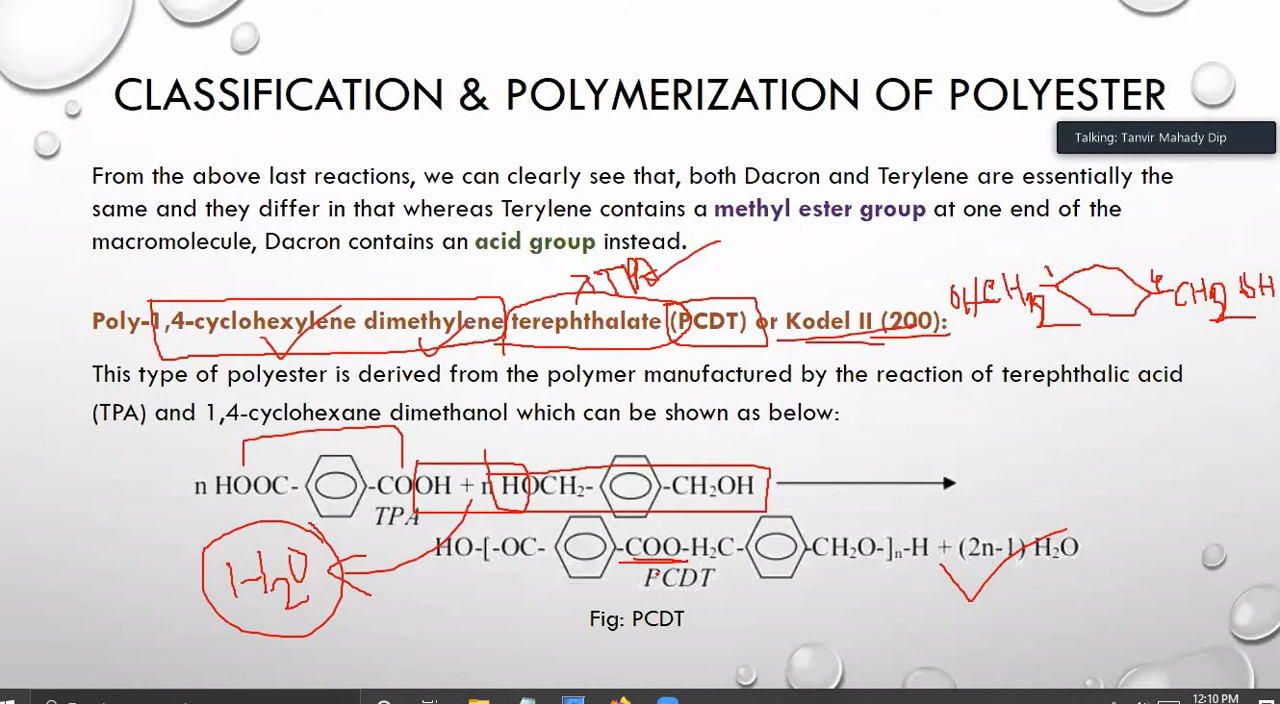 CLASSIFICATION & POLYMERIZATION OF POLYESTER
Talking: Tanvir Mahady Dip
From the above last reactions, we can clearly see that, both Dacron and Terylene are essentially the
same and they differ in that whereas Terylene contains a methyl ester group at one end of the
macromolecule, Dacron contains an acid group instead.
TPA
OHCH2 1 4 CH2 OH
Poly-1,4-cyclohexylene dimethylene terephthalate (PCDT) or Kodel II (200):
This type of polyester is derived from the polymer manufactured by the reaction of terephthalic acid
(TPA) and 1,4-cyclohexane dimethanol which can be shown as below:
n HOOC- -COOH + n HOCH2- -CH2OH
TPA
HO-[-OC- -COO-H2C- -CH2O-]n-H + (2n-1) H2O
H2O
PCDT
Fig: PCDT
12:10 PM